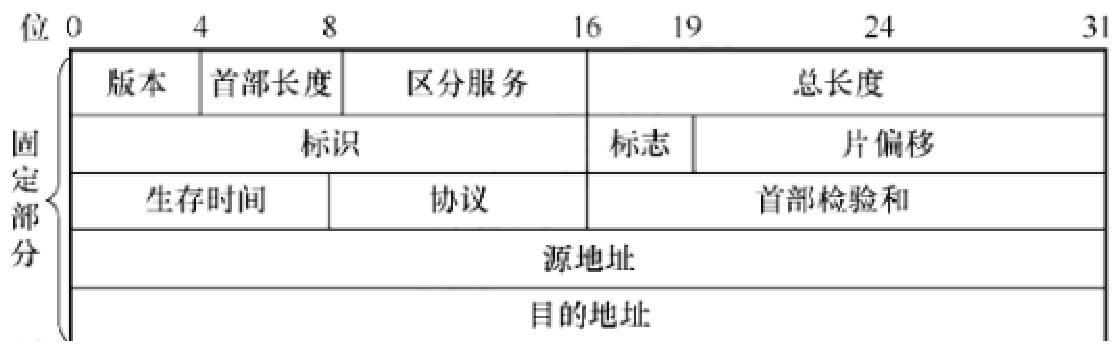 位 0 4 8 16 19 24 31
版本 首部长度 区分服务 总长度
标识 标志 片偏移
生存时间 协议 首部检验和
源地址
目的地址
固定部分